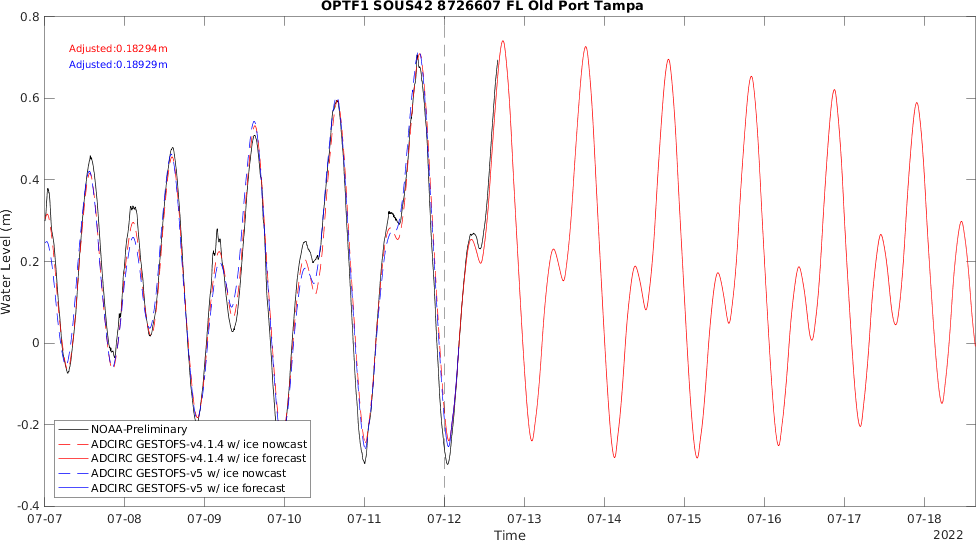 OPTF1 SOUS42 8726607 FL Old Port Tampa
0.8
0.6
0.4
0.2
0
-0.2
-0.4
Water Level (m)
Adjusted:0.18294m
Adjusted:0.18929m
NOAA-Preliminary
ADCIRC GESTOFS-v4.1.4 w/ ice nowcast
ADCIRC GESTOFS-v4.1.4 w/ ice forecast
ADCIRC GESTOFS-v5 w/ ice nowcast
ADCIRC GESTOFS-v5 w/ ice forecast
07-07 07-08 07-09 07-10 07-11 07-12 07-13 07-14 07-15 07-16 07-17 07-18
Time
2022